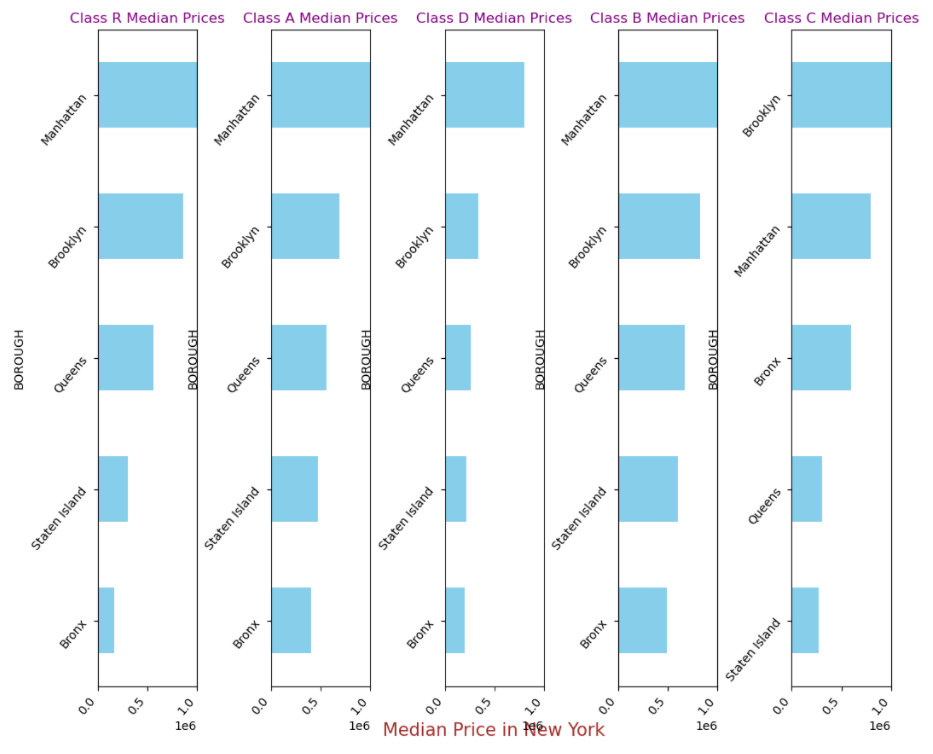 Class R Median Prices
Class A Median Prices
Class D Median Prices
Class B Median Prices
Class C Median Prices
BOROUGH
Manhattan
Brooklyn
Queens
Staten Island
Bronx
0.0
0.5
1.0
1e6
BOROUGH
Manhattan
Brooklyn
Queens
Staten Island
Bronx
0.0
0.5
1.0
1e6
BOROUGH
Manhattan
Brooklyn
Queens
Staten Island
Bronx
0.0
0.5
1.0
1e6
BOROUGH
Manhattan
Brooklyn
Queens
Staten Island
Bronx
0.0
0.5
1.0
1e6
BOROUGH
Brooklyn
Manhattan
Bronx
Queens
Staten Island
0.0
0.5
1.0
1e6
Median Price in New York